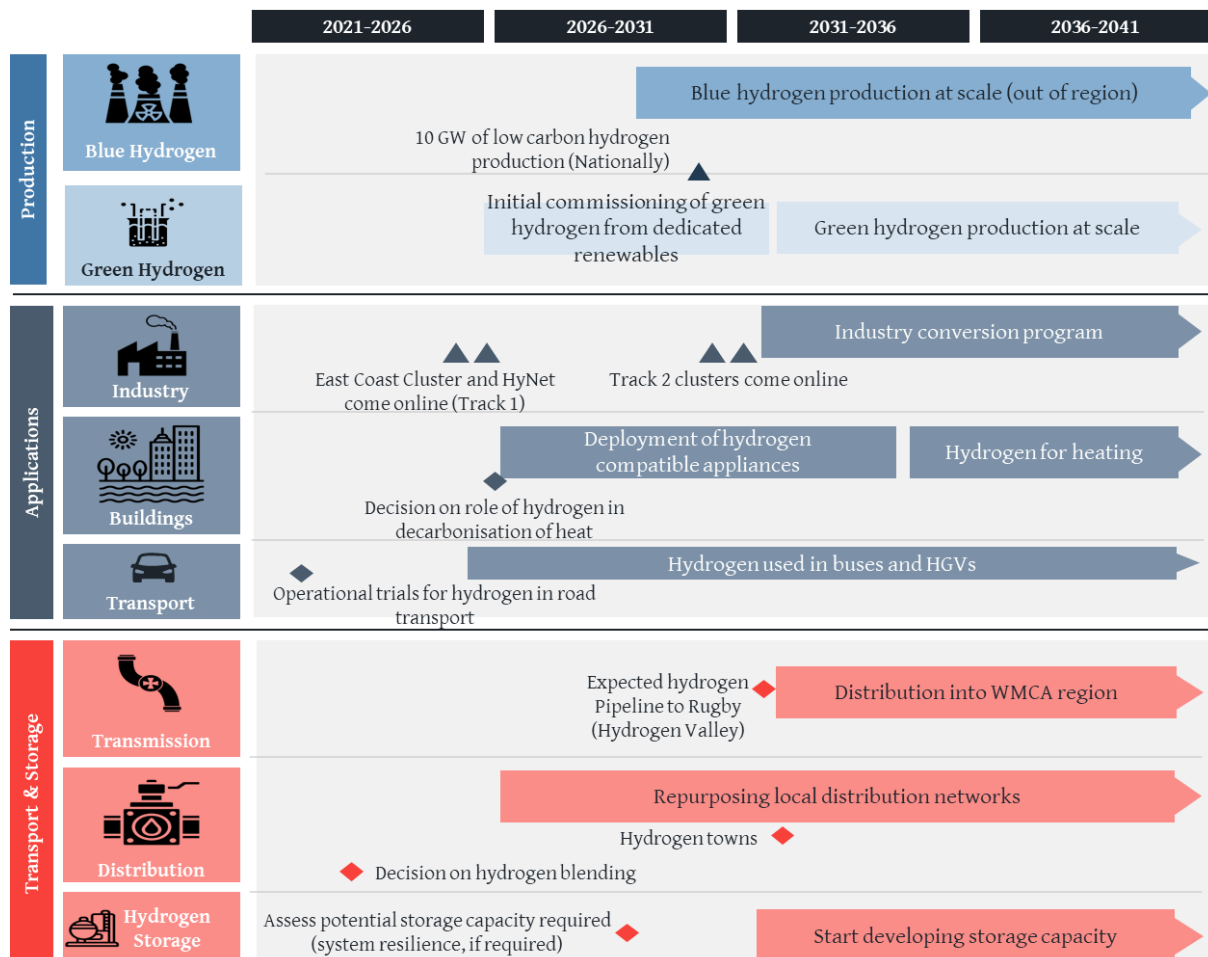 2021-2026
2026-2031
2031-2036
2036-2041
Production
Blue Hydrogen
Blue hydrogen production at scale (out of region)
10 GW of low carbon hydrogen
production (Nationally)
Green Hydrogen
Initial commissioning of green
hydrogen from dedicated
renewables
Green hydrogen production at scale
Applications
Industry
East Coast Cluster and HyNet
come online (Track 1)
Track 2 clusters come online
Industry conversion program
Buildings
Decision on role of hydrogen in
decarbonisation of heat
Deployment of hydrogen
compatible appliances
Hydrogen for heating
Transport
Operational trials for hydrogen in road
transport
Hydrogen used in buses and HGVs
Transport & Storage
Transmission
Expected hydrogen
Pipeline to Rugby
(Hydrogen Valley)
Distribution into WMCA region
Distribution
Repurposing local distribution networks
Hydrogen towns
Decision on hydrogen blending
Hydrogen
Storage
Assess potential storage capacity required
(system resilience, if required)
Start developing storage capacity